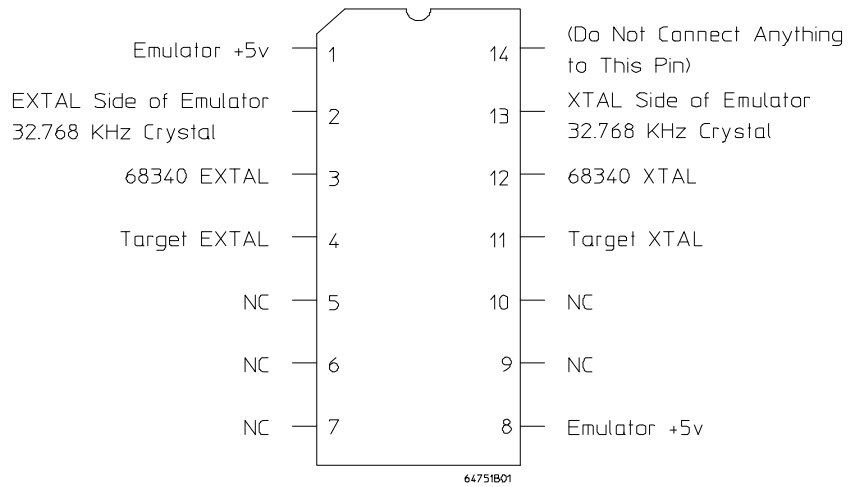 Emulator +5v 1 14 (Do Not Connect Anything
to This Pin)
EXTAL Side of Emulator 2 13 XTAL Side of Emulator
32.768 KHz Crystal 32.768 KHz Crystal
68340 EXTAL 3 12 68340 XTAL
Target EXTAL 4 11 Target XTAL
NC 5 10 NC
NC 6 9 NC
NC 7 8 Emulator +5v
64751B01